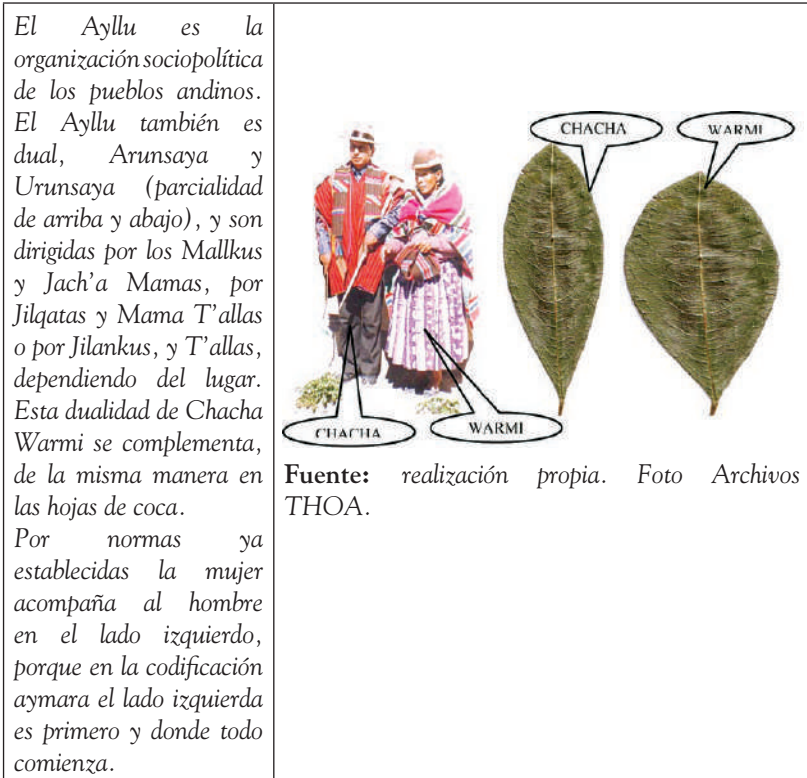 El Ayllu es la
organización sociopolítica
de los pueblos andinos.
El Ayllu también es
dual, Arunsaya y
Urunsaya (parcialidad
de arriba y abajo), y son
dirigidas por los Mallkus
y Jach’a Mamas, por
Jilqatas y Mama T’allas
o por Jilankus, y T’allas,
dependiendo del lugar.
Esta dualidad de Chacha
Warmi se complementa,
de la misma manera en
las hojas de coca.
Por normas ya
establecidas la mujer
acompaña al hombre
en el lado izquierdo,
porque en la codificación
aymara el lado izquierda
es primero y donde todo
comienza.
CHACHA
WARMI
CHACHA
WARMI
Fuente: realización propia. Foto Archivos
THOA.